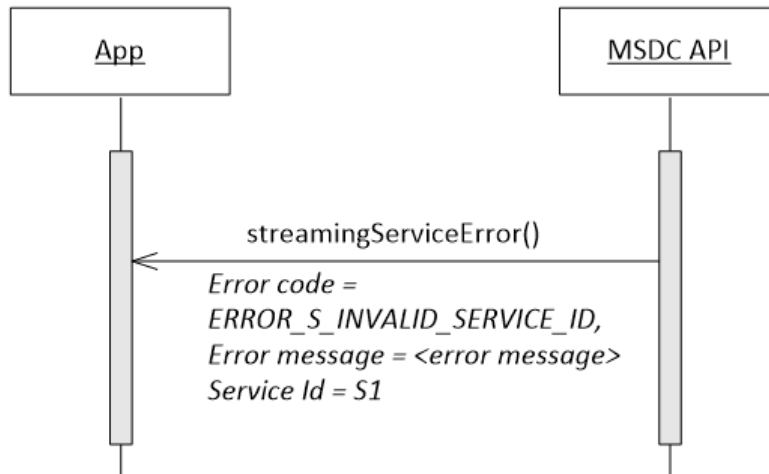 App
MSDC API
streamingServiceError()
Error code =
ERROR_S_INVALID_SERVICE_ID,
Error message = <error message>
Service Id = S1